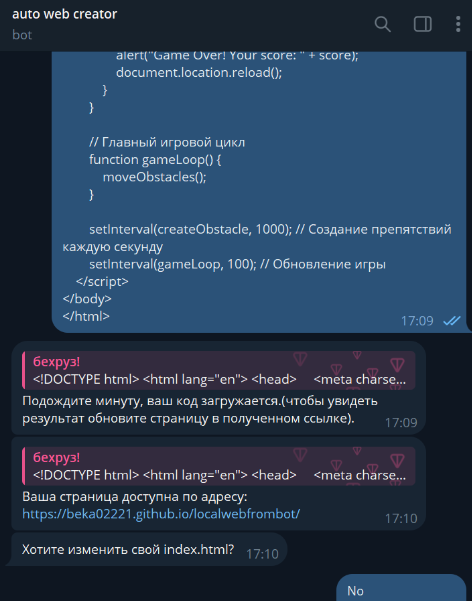 auto web creator
bot
alert("Game Over! Your score: " + score);
document.location.reload();
}
}
// Главный игровой цикл
function gameLoop() {
moveObstacles();
}
setInterval(createObstacle, 1000); // Создание препятствий
каждую секунду
setInterval(gameLoop, 100); // Обновление игры
</script>
</body>
</html>
17:09
бехруз!
<!DOCTYPE html> <html lang="en"> <head> <meta charse...
Подождите минуту, ваш код загружается.(чтобы увидеть
результат обновите страницу в полученном ссылке).
17:09
бехруз!
<!DOCTYPE html> <html lang="en"> <head> <meta charse...
Ваша страница доступна по адресу:
https://beka02221.github.io/localwebfrombot/
17:10
Хотите изменить свой index.html?
17:10
No